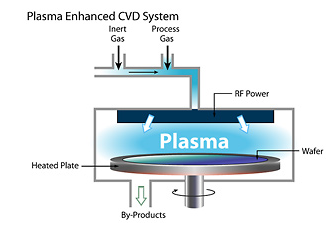 Plasma Enhanced CVD System
Inert
Gas
Process
Gas
RF Power
Plasma
Wafer
Heated Plate
By-Products